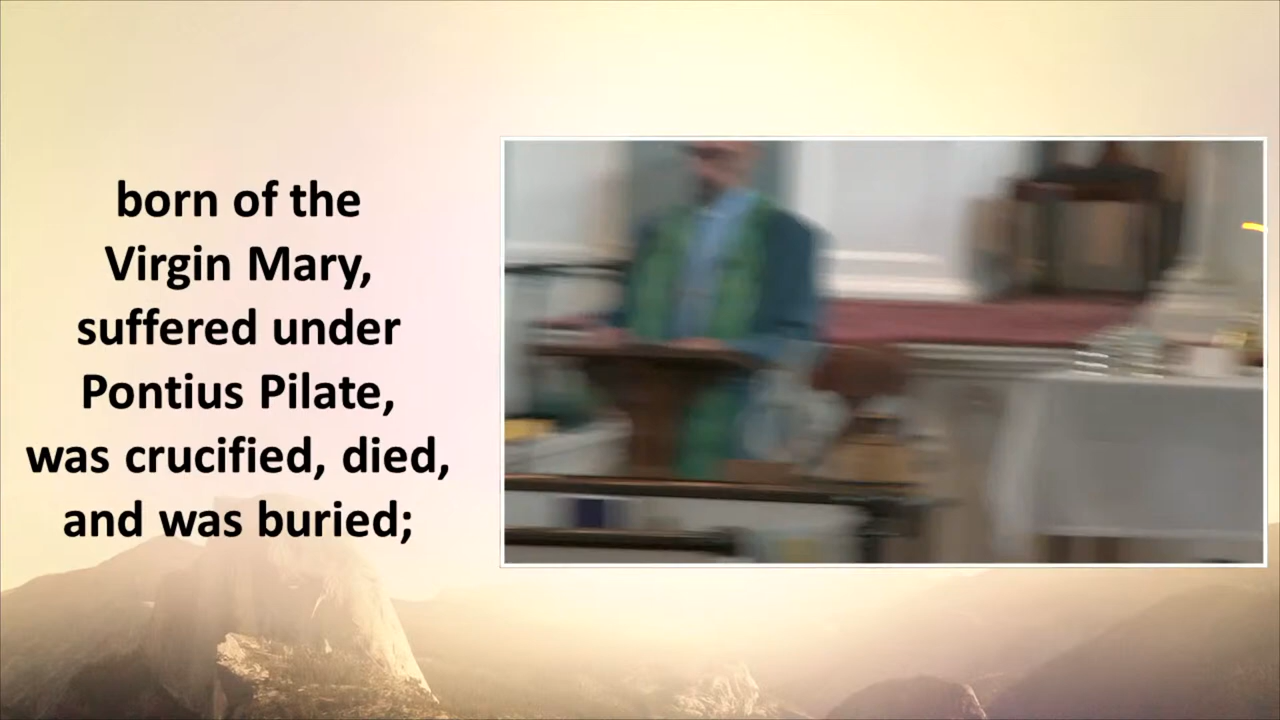 born of the
Virgin Mary,
suffered under
Pontius Pilate,
was crucified, died,
and was buried;